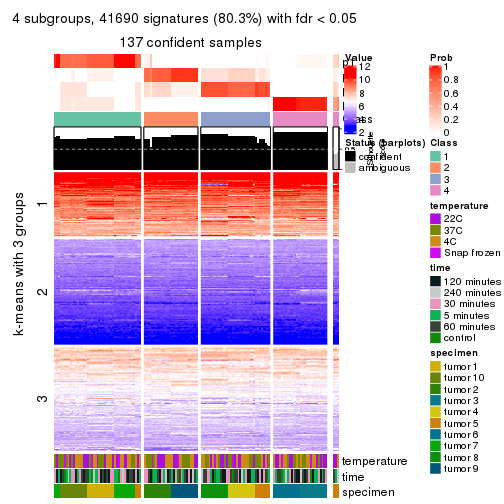 4 subgroups, 41690 signatures (80.3%) with fdr < 0.05
137 confident samples
k-means with 3 groups
1
2
3
Value
12
10
8
6
4
2
Status (barplots)
confident
ambiguous
Prob
1
0.8
0.6
0.4
0.2
0
Class
1
2
3
4
temperature
22C
37C
4C
Snap frozen
time
120 minutes
240 minutes
30 minutes
5 minutes
60 minutes
control
specimen
tumor 1
tumor 10
tumor 2
tumor 3
tumor 4
tumor 5
tumor 6
tumor 7
tumor 8
tumor 9
temperature
time
specimen